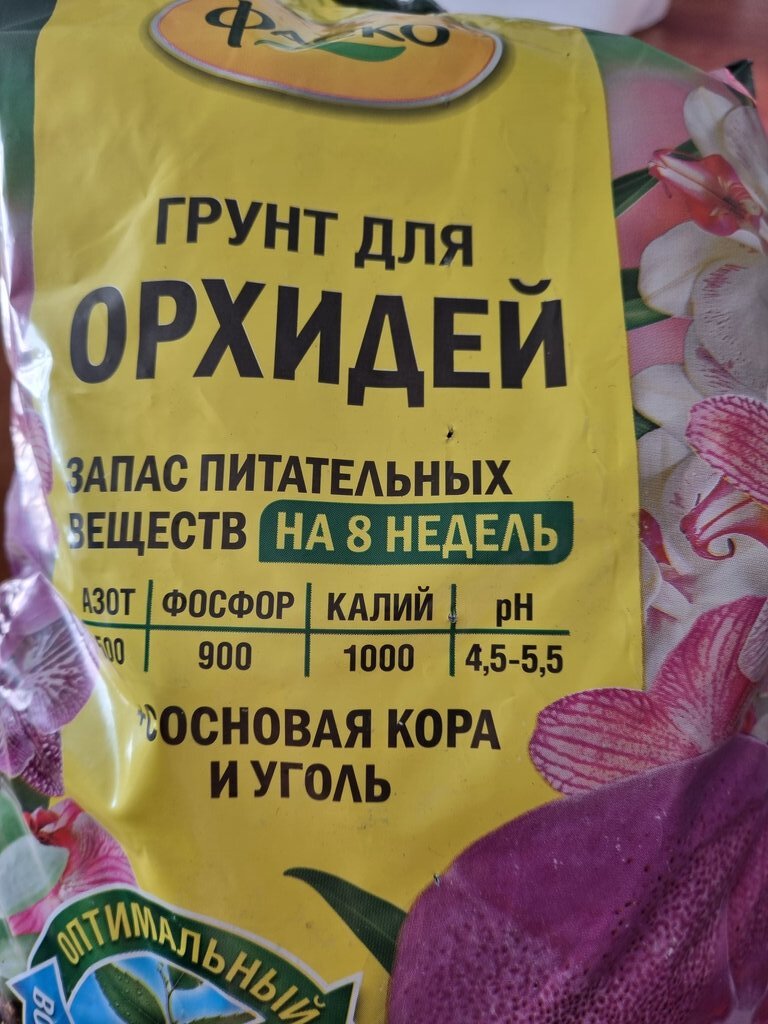 ГРУНТ ДЛЯ
ОРХИДЕЙ
ЗАПАС ПИТАТЕЛЬНЫХ
ВЕЩЕСТВ НА 8 НЕДЕЛЬ
АЗОТ ФОСФОР КАЛИЙ pH
900 1000 4,5-5,5
+СОСНОВАЯ КОРА
И УГОЛЬ
ОПТИМАЛЬНЫЙ